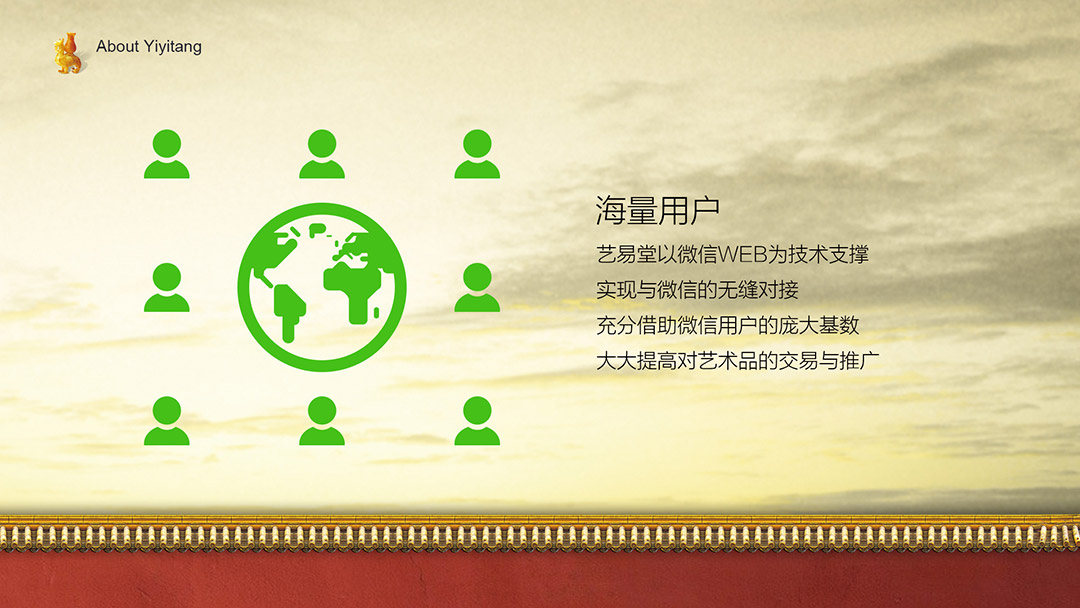 About Yiyitang
海量用户
艺易堂以微信WEB为技术支撑
实现与微信的无缝对接
充分借助微信用户的庞大基数
大大提高对艺术品的交易与推广